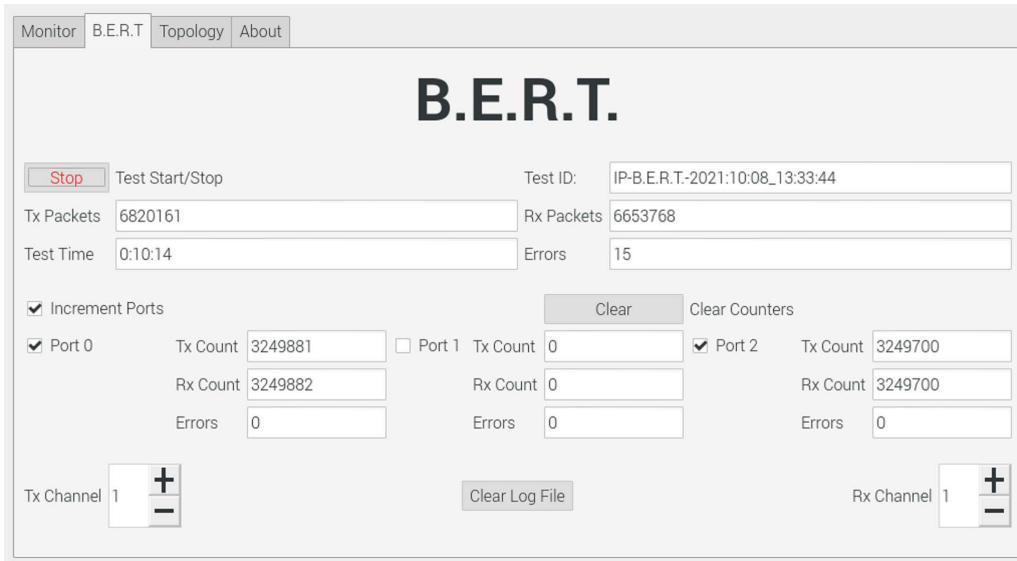 Monitor B.E.R.T Topology About
B.E.R.T.
Stop Test Start/Stop Test ID: IP-B.E.R.T.-2021:10:08_13:33:44
Tx Packets 6820161 Rx Packets 6653768
Test Time 0:10:14 Errors 15
Increment Ports Clear Clear Counters
Port 0 Tx Count 3249881 Port 1 Tx Count 0 Port 2 Tx Count 3249700
Rx Count 3249882 Rx Count 0 Rx Count 3249700
Errors 0 Errors 0 Errors 0
Tx Channel 1 + − Clear Log File Rx Channel 1 + −